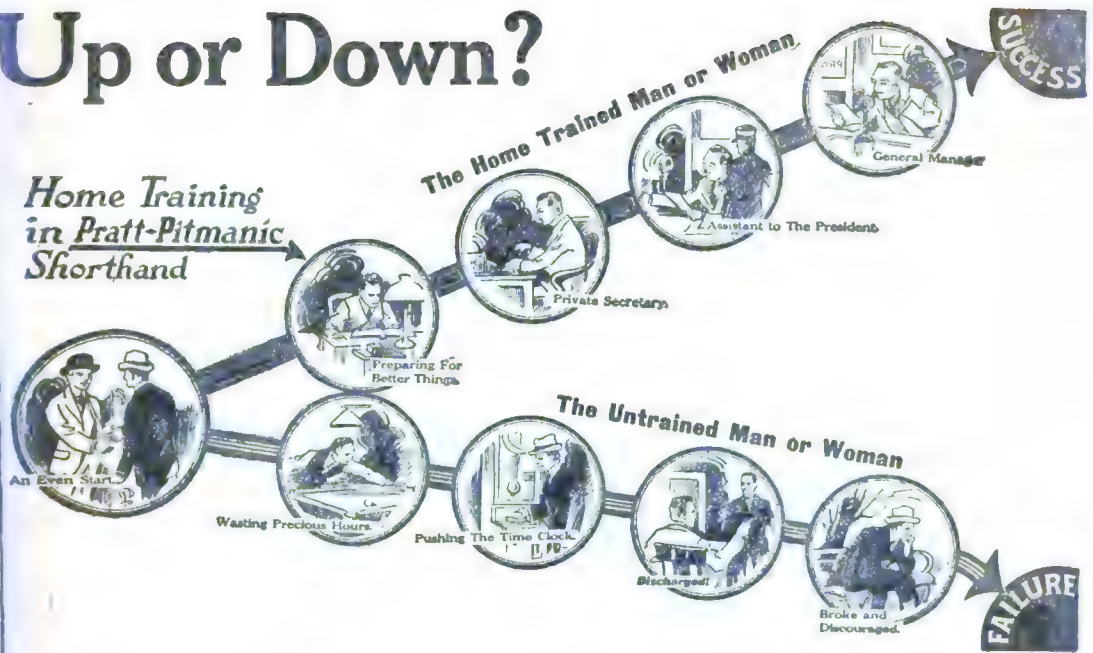 Up or Down?
Home Training
in Pratt-Pitmanic
Shorthand
The Home Trained Man or Woman
An Even Start.
Preparing For
Better Things.
Private Secretary.
Assistant to The President.
General Manager
SUCCESS
The Untrained Man or Woman
Wasting Precious Hours.
Pushing The Time Clock.
Discharged!
Broke and
Discouraged.
FAILURE